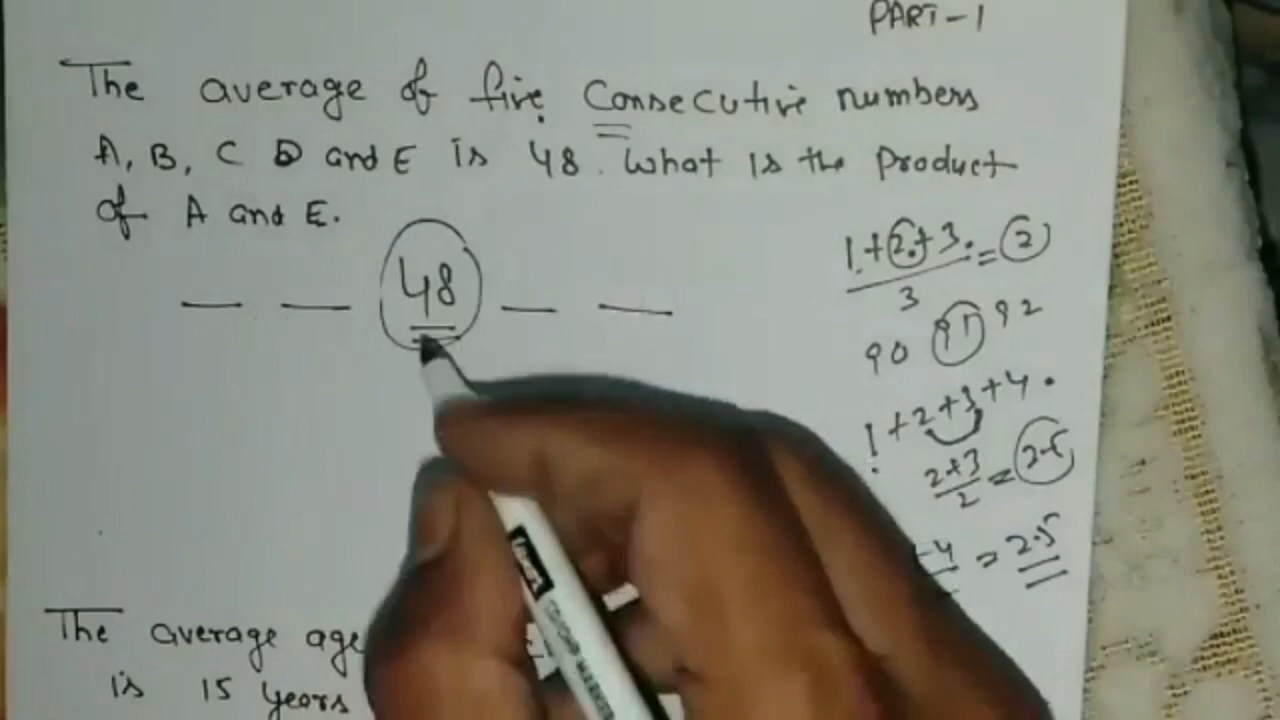 PART-1
The average of five consecutive numbers
A, B, C D and E is 48. What is the product
of A and E.
48
1+2+3 = 2
3
90 91 92
1+2+3+4
2+3 = 2.5
2
4 = 2.5
The average age
is 15 years